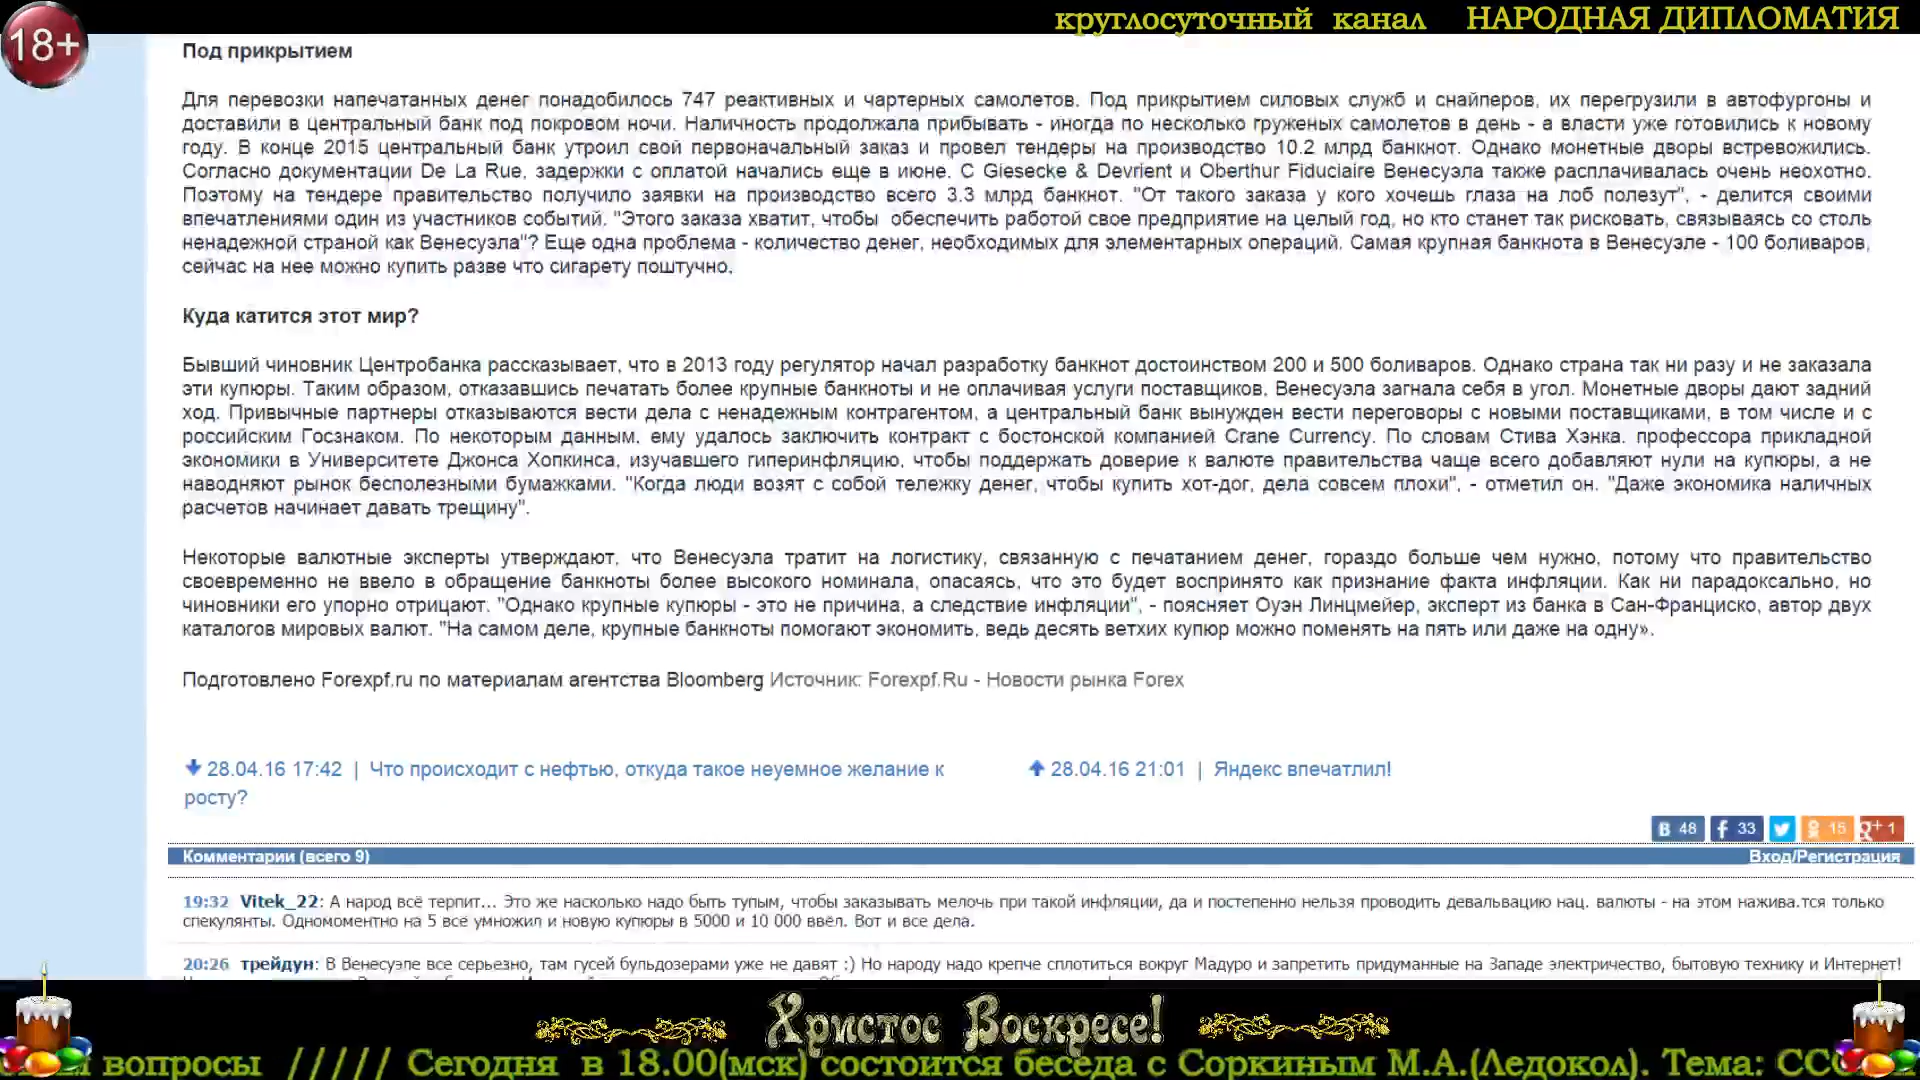 18+
круглосуточный канал НАРОДНАЯ ДИПЛОМАТИЯ
Под прикрытием
Для перевозки напечатанных денег понадобилось 747 реактивных и чартерных самолетов. Под прикрытием силовых служб и снайперов, их перегрузили в автофургоны и
доставили в центральный банк под покровом ночи. Наличность продолжала прибывать - иногда по несколько груженых самолетов в день - а власти уже готовились к новому
году. В конце 2015 центральный банк утроил свой первоначальный заказ и провел тендеры на производство 10.2 млрд банкнот. Однако монетные дворы встревожились.
Согласно документации De La Rue, задержки с оплатой начались еще в июне. С Giesecke & Devrient и Oberthur Fiduciaire Венесуэла также расплачивалась очень неохотно.
Поэтому на тендере правительство получило заявки на производство всего 3.3 млрд банкнот. "От такого заказа у кого хочешь глаза на лоб полезут", - делится своими
впечатлениями один из участников событий. "Этого заказа хватит, чтобы обеспечить работой свое предприятие на целый год, но кто станет так рисковать, связываясь со столь
ненадежной страной как Венесуэла"? Еще одна проблема - количество денег, необходимых для элементарных операций. Самая крупная банкнота в Венесуэле - 100 боливаров,
сейчас на нее можно купить разве что сигарету поштучно.
Куда катится этот мир?
Бывший чиновник Центробанка рассказывает, что в 2013 году регулятор начал разработку банкнот достоинством 200 и 500 боливаров. Однако страна так ни разу и не заказала
эти купюры. Таким образом, отказавшись печатать более крупные банкноты и не оплачивая услуги поставщиков, Венесуэла загнала себя в угол. Монетные дворы дают задний
ход. Привычные партнеры отказываются вести дела с ненадежным контрагентом, а центральный банк вынужден вести переговоры с новыми поставщиками, в том числе и с
российским Госзнаком. По некоторым данным, ему удалось заключить контракт с бостонской компанией Crane Currency. По словам Стива Хэнка, профессора прикладной
экономики в Университете Джонса Хопкинса, изучавшего гиперинфляцию, чтобы поддержать доверие к валюте правительства чаще всего добавляют нули на купюры, а не
наводняют рынок бесполезными бумажками. "Когда люди возят с собой тележку денег, чтобы купить хот-дог, дела совсем плохи", - отметил он. "Даже экономика наличных
расчетов начинает давать трещину".
Некоторые валютные эксперты утверждают, что Венесуэла тратит на логистику, связанную с печатанием денег, гораздо больше чем нужно, потому что правительство
своевременно не ввело в обращение банкноты более высокого номинала, опасаясь, что это будет воспринято как признание факта инфляции. Как ни парадоксально, но
чиновники его упорно отрицают. "Однако крупные купюры - это не причина, а следствие инфляции", - поясняет Оуэн Линцмейер, эксперт из банка в Сан-Франциско, автор двух
каталогов мировых валют. "На самом деле, крупные банкноты помогают экономить, ведь десять ветхих купюр можно поменять на пять или даже на одну».
Подготовлено Forexpf.ru по материалам агентства Bloomberg Источник: Forexpf.Ru - Новости рынка Forex
28.04.16 17:42 | Что происходит с нефтью, откуда такое неуемное желание к
росту?
28.04.16 21:01 | Яндекс впечатлил!
В 48 f 33 15 g+ 1
Комментарии (всего 9) Вход/Регистрация
19:32 Vitek_22: А народ всё терпит... Это же насколько надо быть тупым, чтобы заказывать мелочь при такой инфляции, да и постепенно нельзя проводить девальвацию нац. валюты - на этом нажива.тся только
спекулянты. Одномоментно на 5 всё умножил и новую купюры в 5000 и 10 000 ввёл. Вот и все дела.
20:26 трейдун: В Венесуэле все серьезно, там гусей бульдозерами уже не давят :) Но народу надо крепче сплотиться вокруг Мадуро и запретить придуманные на Западе электричество, бытовую технику и Интернет!
Христос Воскресе!
вопросы ///// Сегодня в 18.00(мск) состоится беседа с Соркиным М.А.(Ледокол). Тема: